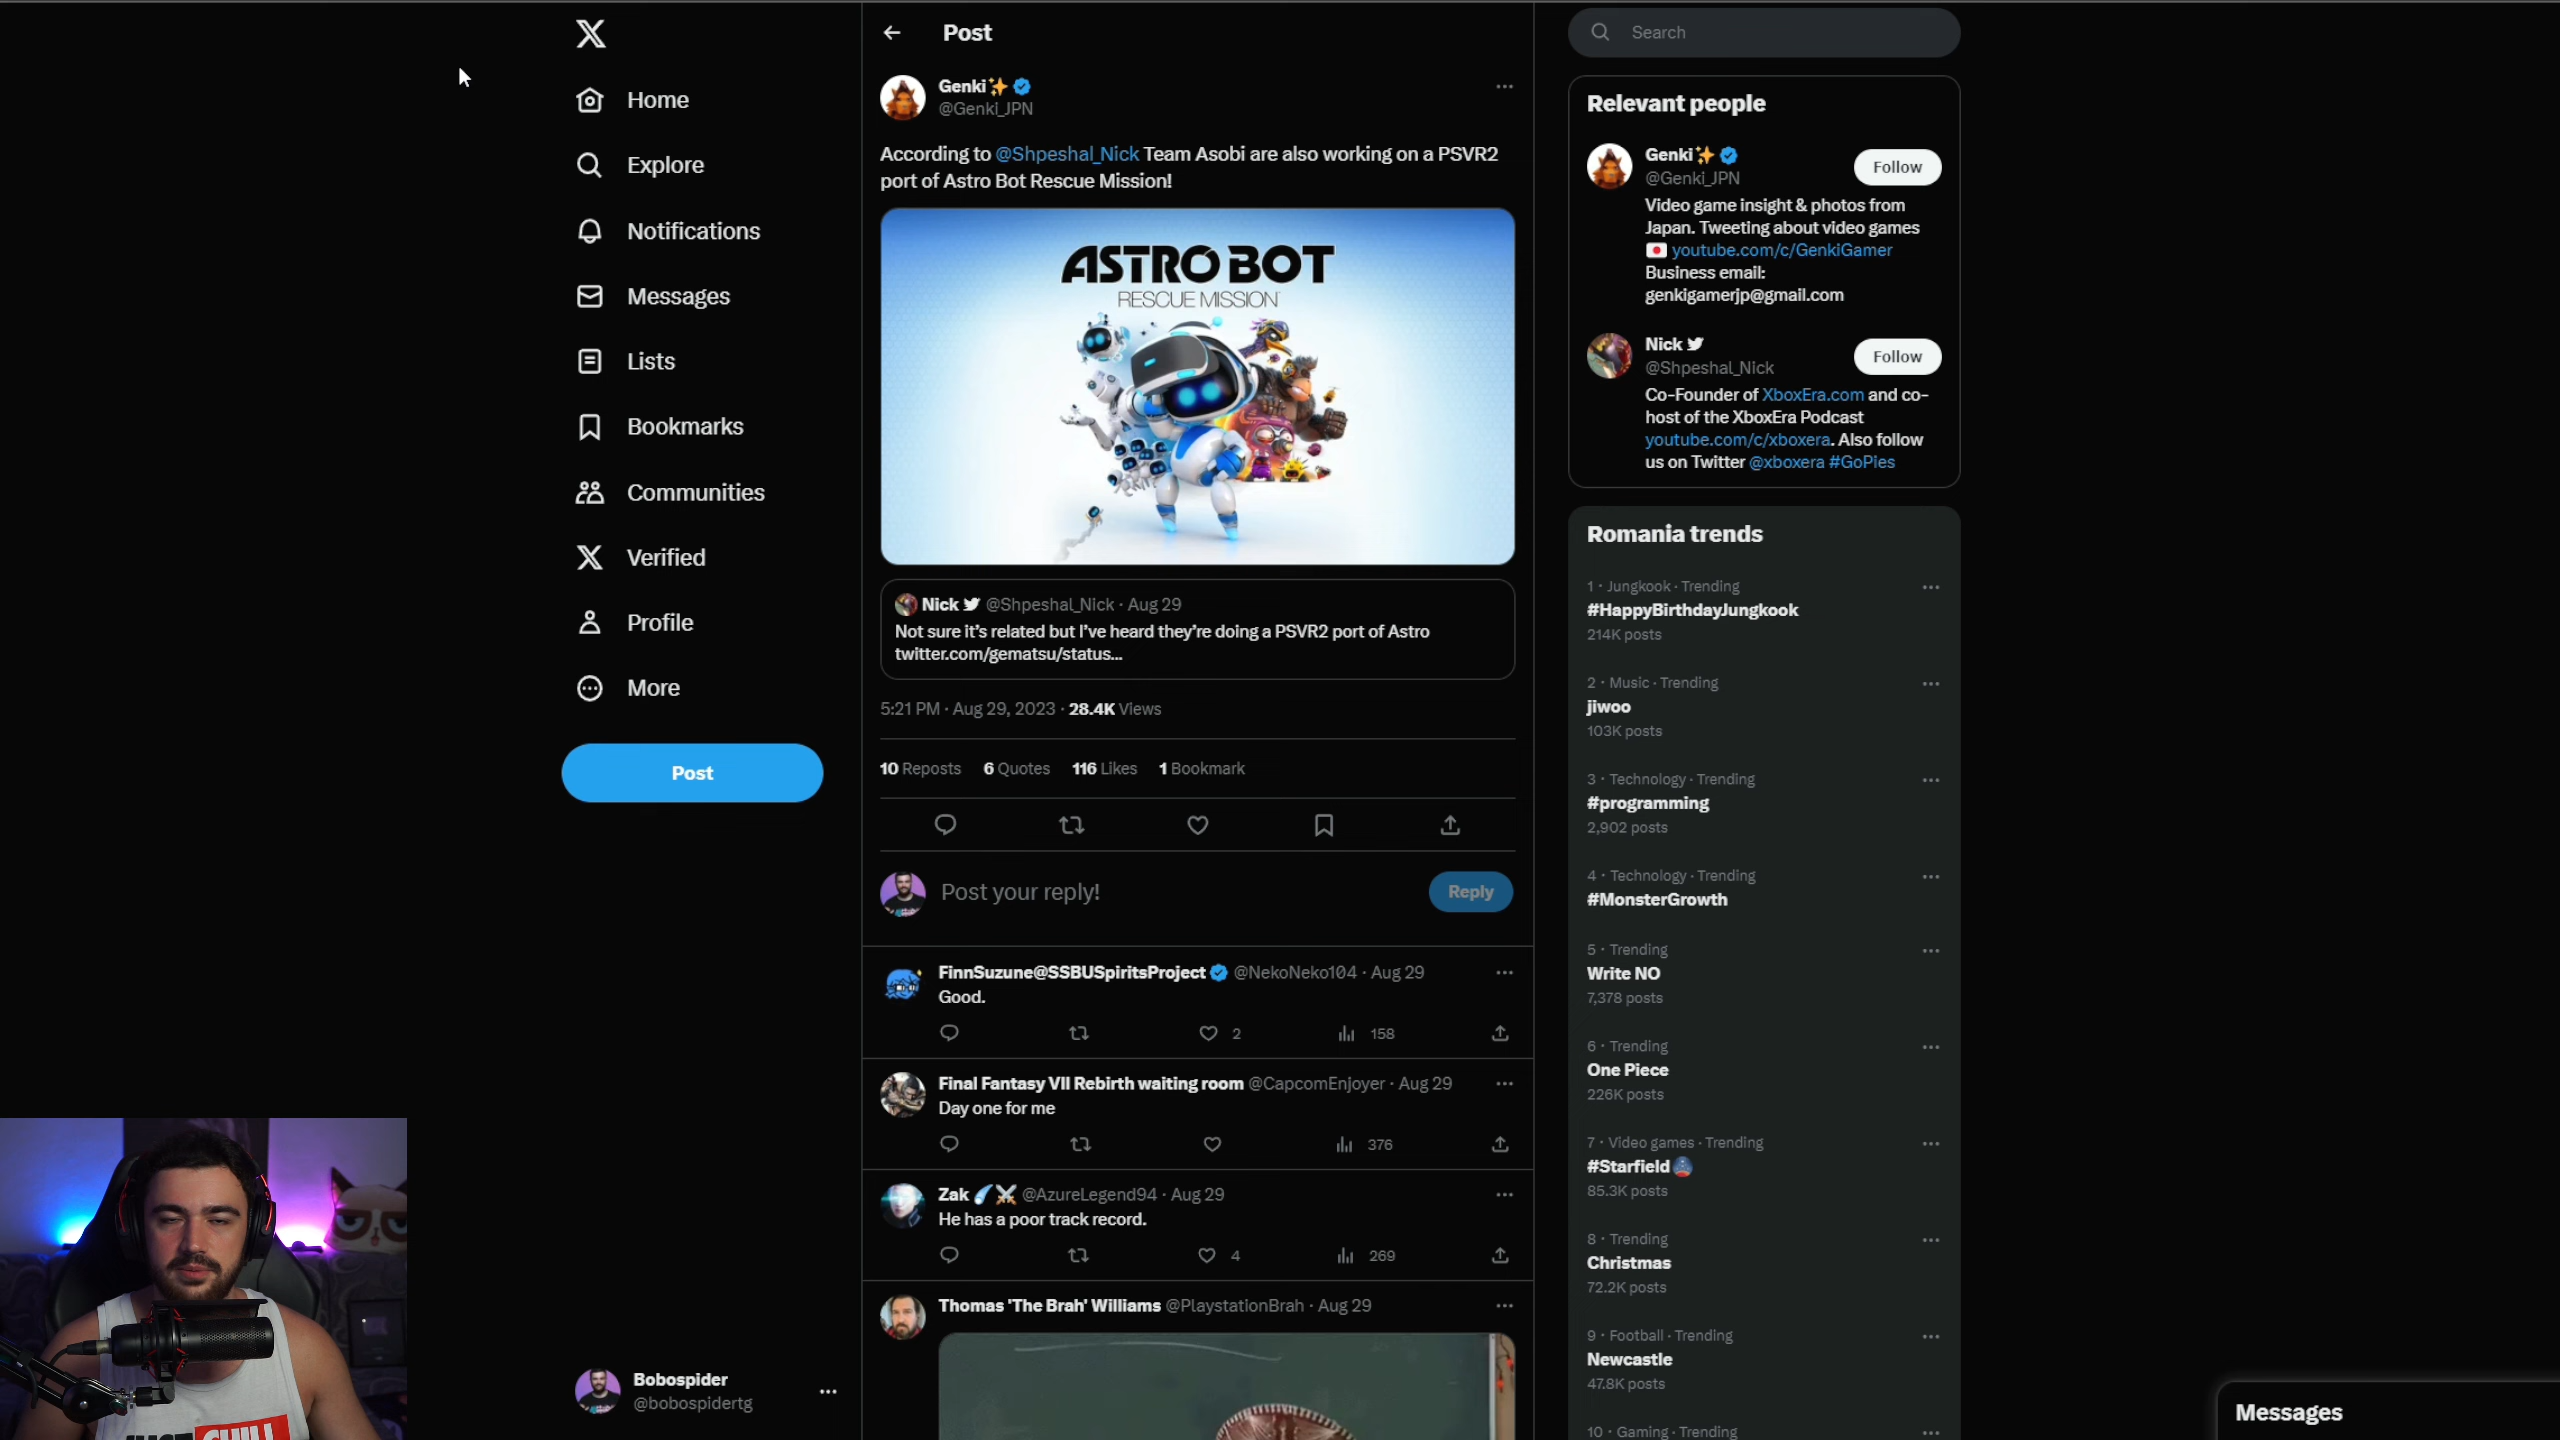 Home
Explore
Notifications
Messages
Lists
Bookmarks
Communities
Verified
Profile
More
Post
Bobospider
@bobospidertg
Post
Genki
@Genki_JPN
According to @Shpeshal_Nick Team Asobi are also working on a PSVR2
port of Astro Bot Rescue Mission!
ASTRO BOT
RESCUE MISSION
Nick @Shpeshal_Nick · Aug 29
Not sure it's related but I've heard they're doing a PSVR2 port of Astro
twitter.com/gematsu/status...
5:21 PM · Aug 29, 2023 · 28.4K Views
10 Reposts 6 Quotes 116 Likes 1 Bookmark
Post your reply!
Reply
FinnSuzune@SSBUSpiritsProject @NekoNeko104 · Aug 29
Good.
2 158
Final Fantasy VII Rebirth waiting room @CapcomEnjoyer · Aug 29
Day one for me
376
Zak @AzureLegend94 · Aug 29
He has a poor track record.
4 269
Thomas 'The Brah' Williams @PlaystationBrah · Aug 29
Search
Relevant people
Genki
@Genki_JPN
Follow
Video game insight & photos from
Japan. Tweeting about video games
youtube.com/c/GenkiGamer
Business email:
genkigamerjp@gmail.com
Nick
@Shpeshal_Nick
Follow
Co-Founder of XboxEra.com and co-
host of the XboxEra Podcast
youtube.com/c/xboxera. Also follow
us on Twitter @xboxera #GoPies
Romania trends
1 · Jungkook · Trending
#HappyBirthdayJungkook
214K posts
2 · Music · Trending
jiwoo
103K posts
3 · Technology · Trending
#programming
2,902 posts
4 · Technology · Trending
#MonsterGrowth
5 · Trending
Write NO
7,378 posts
6 · Trending
One Piece
226K posts
7 · Video games · Trending
#Starfield
85.3K posts
8 · Trending
Christmas
72.2K posts
9 · Football · Trending
Newcastle
47.8K posts
10 · Gaming · Trending
Messages
CHILL